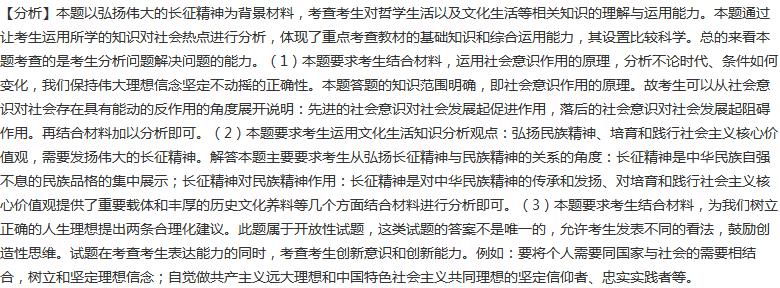 【分析】本题以弘扬伟大的长征精神为背景材料，考查考生对哲学生活以及文化生活等相关知识的理解与运用能力。本题通过
让考生运用所学的知识对社会热点进行分析，体现了重点考查教材的基础知识和综合运用能力，其设置比较科学。总的来看本
题考查的是考生分析问题解决问题的能力。（1）本题要求考生结合材料，运用社会意识作用的原理，分析不论时代、条件如何
变化，我们保持伟大理想信念坚定不动摇的正确性。本题答题的知识范围明确，即社会意识作用的原理。故考生可以从社会意
识对社会存在具有能动的反作用的角度展开说明：先进的社会意识对社会发展起促进作用，落后的社会意识对社会发展起阻碍
作用。再结合材料加以分析即可。（2）本题要求考生运用文化生活知识分析观点：弘扬民族精神、培育和践行社会主义核心价
值观，需要发扬伟大的长征精神。解答本题主要要求考生从弘扬长征精神与民族精神的关系的角度：长征精神是中华民族自强
不息的民族品格的集中展示；长征精神对民族精神作用：长征精神是对中华民族精神的传承和发扬、对培育和践行社会主义核
心价值观提供了重要载体和丰厚的历史文化养料等几个方面结合材料进行分析即可。（3）本题要求考生结合材料，为我们树立
正确的人生理想提出两条合理化建议。此题属于开放性试题，这类试题的答案不是唯一的，允许考生发表不同的看法，鼓励创
造性思维。试题在考查考生表达能力的同时，考查考生创新意识和创新能力。例如：要将个人需要同国家与社会的需要相结
合，树立和坚定理想信念；自觉做共产主义远大理想和中国特色社会主义共同理想的坚定信仰者、忠实实践者等。